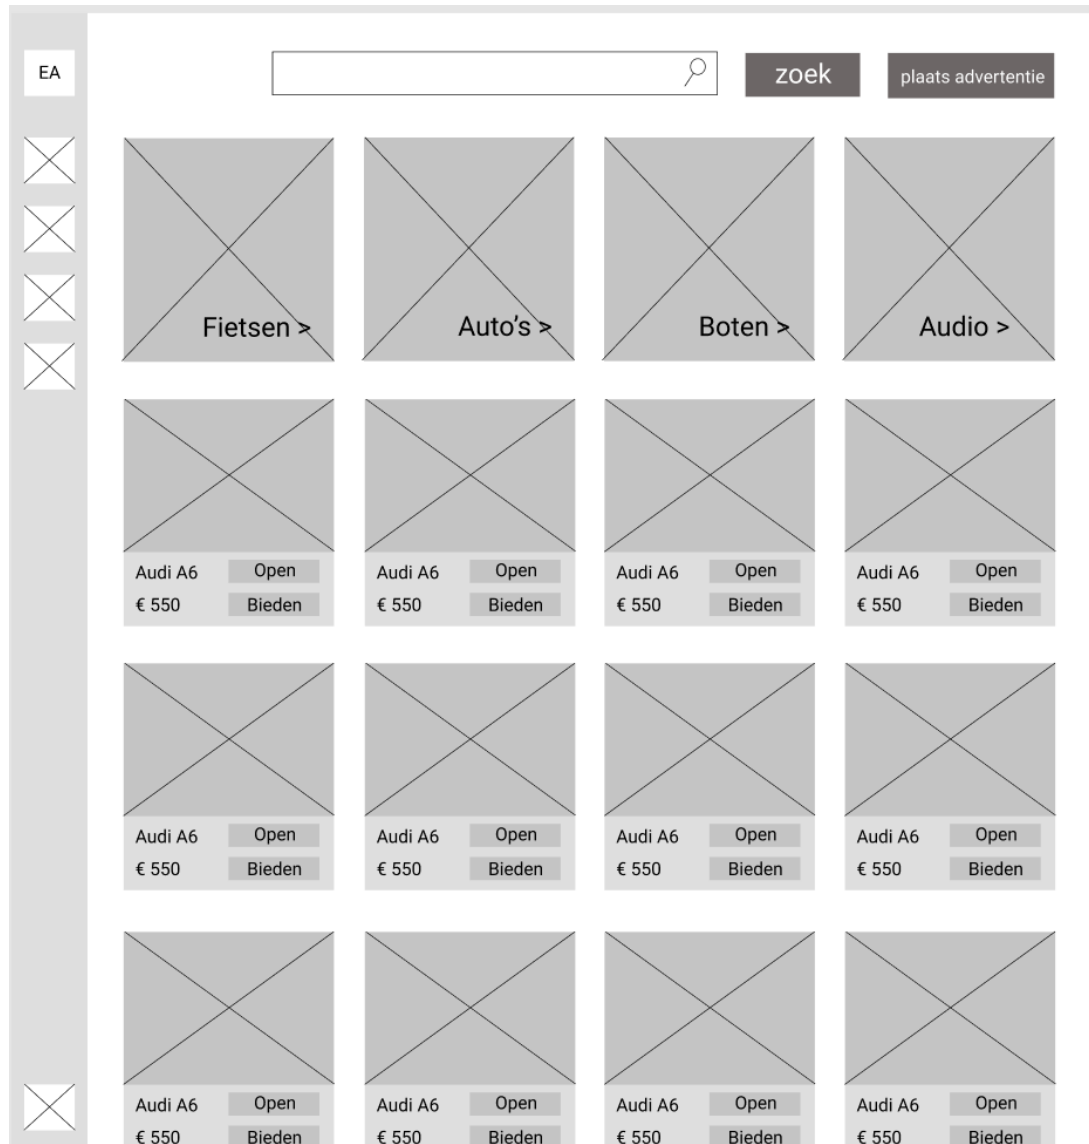 EA
zoek
plaats advertentie
Fietsen >
Auto's >
Boten >
Audio >
Audi A6
Open
€ 550
Bieden
Audi A6
Open
€ 550
Bieden
Audi A6
Open
€ 550
Bieden
Audi A6
Open
€ 550
Bieden
Audi A6
Open
€ 550
Bieden
Audi A6
Open
€ 550
Bieden
Audi A6
Open
€ 550
Bieden
Audi A6
Open
€ 550
Bieden
Audi A6
Open
€ 550
Bieden
Audi A6
Open
€ 550
Bieden
Audi A6
Open
€ 550
Bieden
Audi A6
Open
€ 550
Bieden